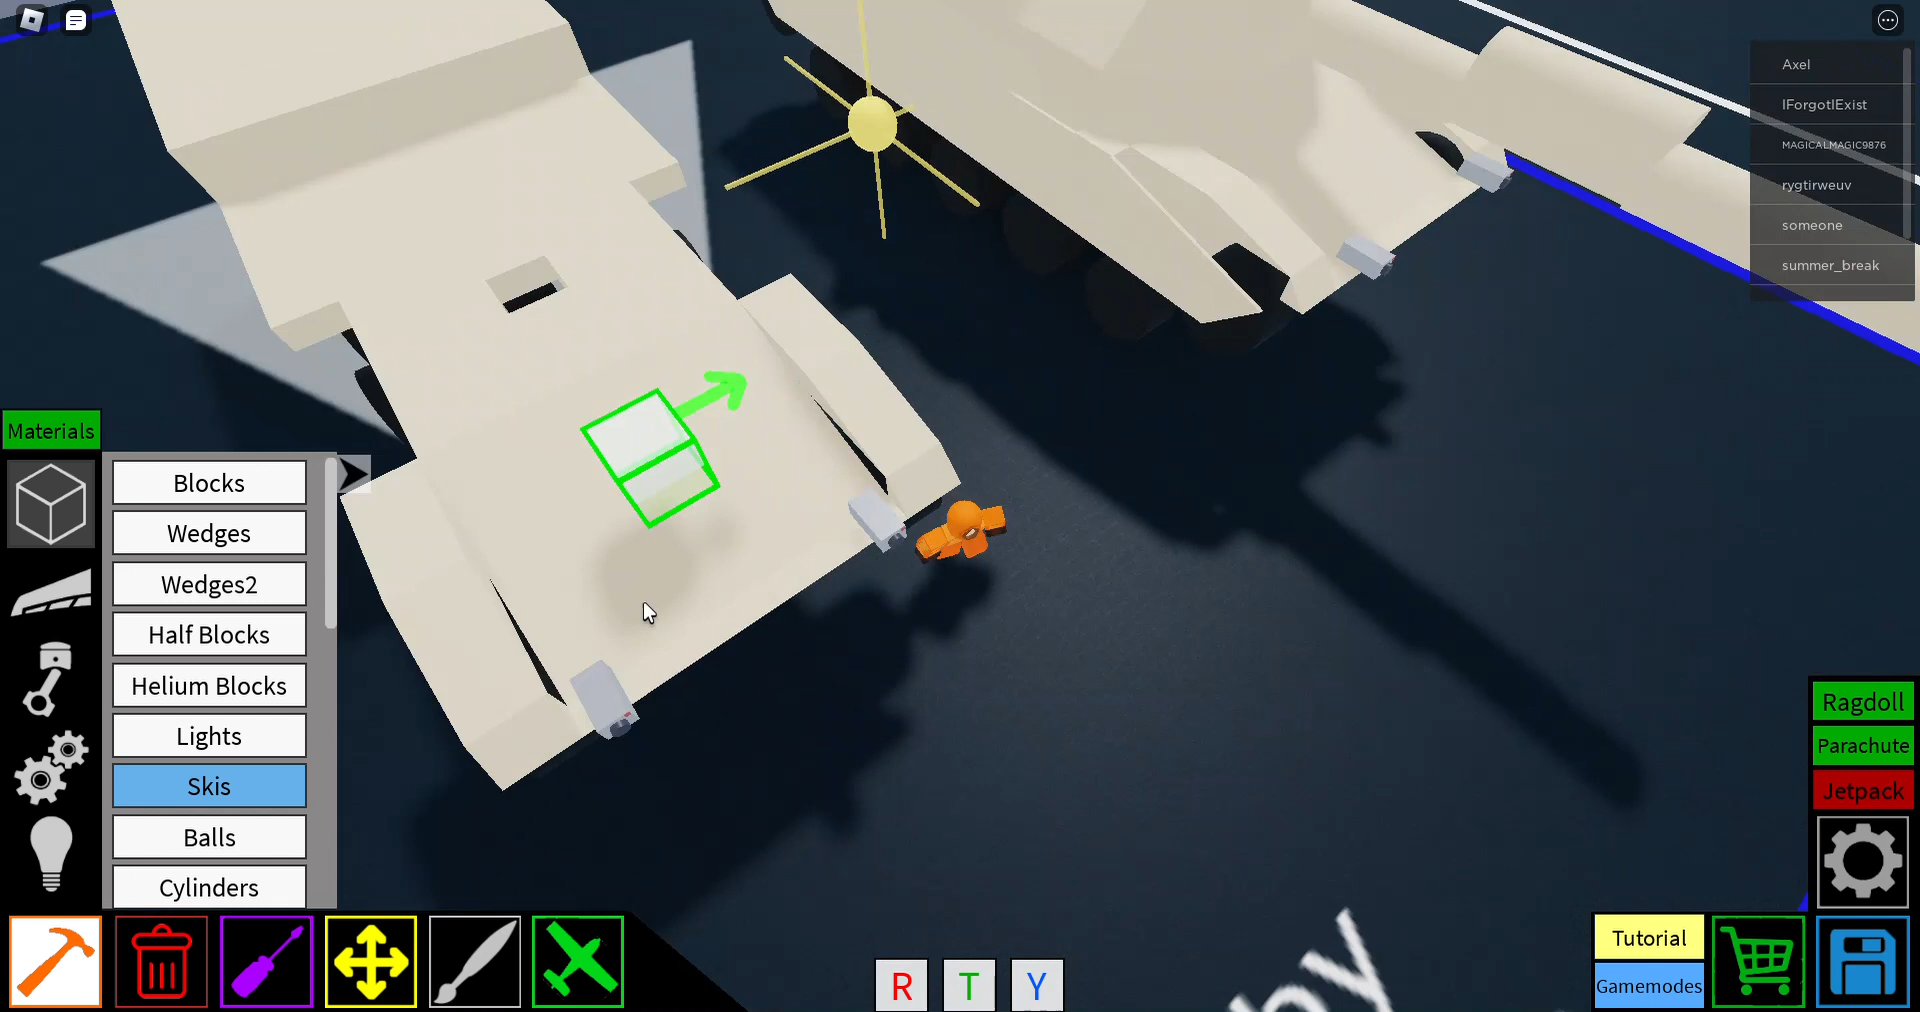 Axel
IForgotIExist
MAGICALMAGIC9876
rygtirweuv
someone
summer_break
Materials
Blocks
Wedges
Wedges2
Half Blocks
Helium Blocks
Lights
Skis
Balls
Cylinders
Ragdoll
Parachute
Jetpack
Tutorial
Gamemodes
R T Y
by